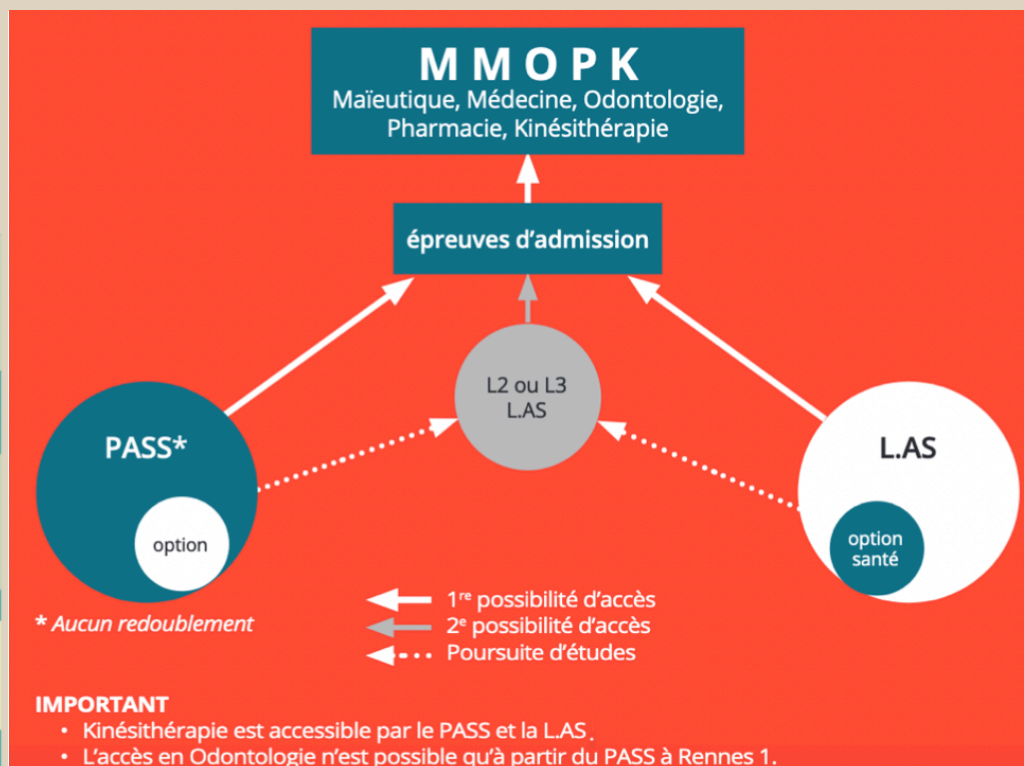 M M O P K
Maïeutique, Médecine, Odontologie,
Pharmacie, Kinésithérapie
épreuves d’admission
L2 ou L3
L.AS
PASS*
option
L.AS
option
santé
* Aucun redoublement
1re possibilité d’accès
2e possibilité d’accès
Poursuite d’études
IMPORTANT
• Kinésithérapie est accessible par le PASS et la L.AS.
• L’accès en Odontologie n’est possible qu’à partir du PASS à Rennes 1.